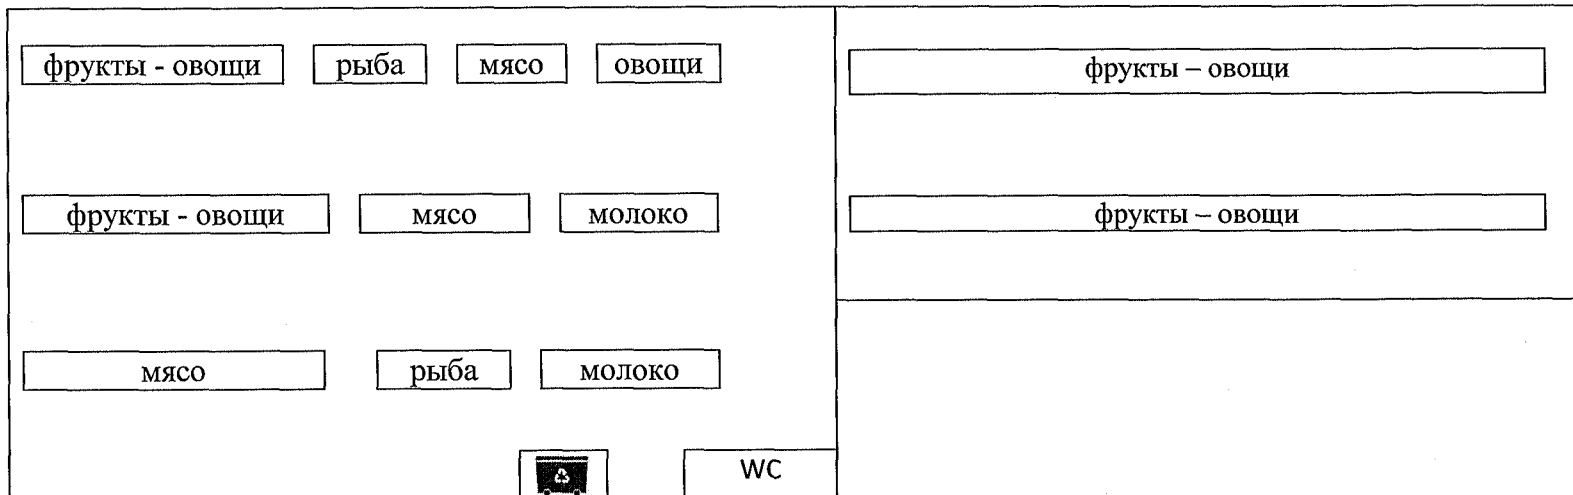 фрукты - овощи рыба мясо овощи фрукты – овощи
фрукты - овощи мясо молоко фрукты – овощи
мясо рыба молоко
WC